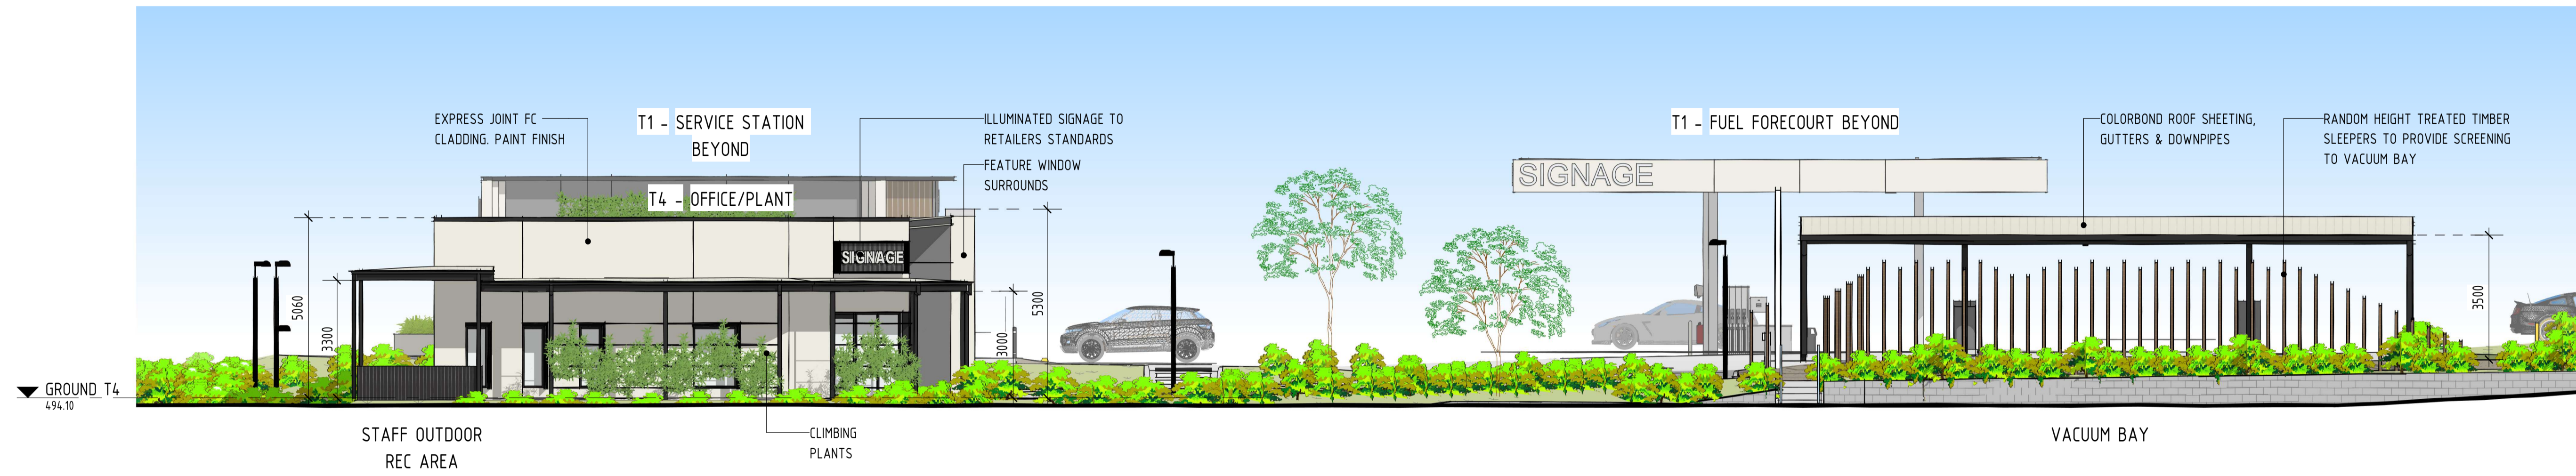 EXPRESS JOINT FC
CLADDING. PAINT FINISH
T1 - SERVICE STATION
BEYOND
T4 - OFFICE/PLANT
ILLUMINATED SIGNAGE TO
RETAILERS STANDARDS
FEATURE WINDOW
SURROUNDS
SIGNAGE
5060
3300
3000
5300
T1 - FUEL FORECOURT BEYOND
SIGNAGE
COLORBOND ROOF SHEETING,
GUTTERS & DOWNPIPES
RANDOM HEIGHT TREATED TIMBER
SLEEPERS TO PROVIDE SCREENING
TO VACUUM BAY
3500
GROUND T4
494.10
STAFF OUTDOOR
REC AREA
CLIMBING
PLANTS
VACUUM BAY